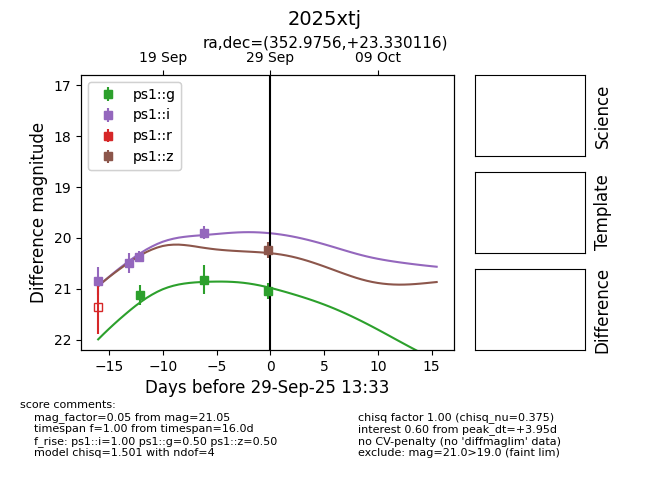 2025xtj
ra,dec=(352.9756,+23.330116)
19 Sep
29 Sep
09 Oct
ps1::g
ps1::i
ps1::r
ps1::z
17
18
19
20
21
22
Difference magnitude
−15
−10
−5
0
5
10
15
Days before 29-Sep-25 13:33
Science
Template
Difference
score comments:
mag_factor=0.05 from mag=21.05
timespan f=1.00 from timespan=16.0d
f_rise: ps1::i=1.00 ps1::g=0.50 ps1::z=0.50
model chisq=1.501 with ndof=4
chisq factor 1.00 (chisq_nu=0.375)
interest 0.60 from peak_dt=+3.95d
no CV-penalty (no 'diffmaglim' data)
exclude: mag=21.0>19.0 (faint lim)